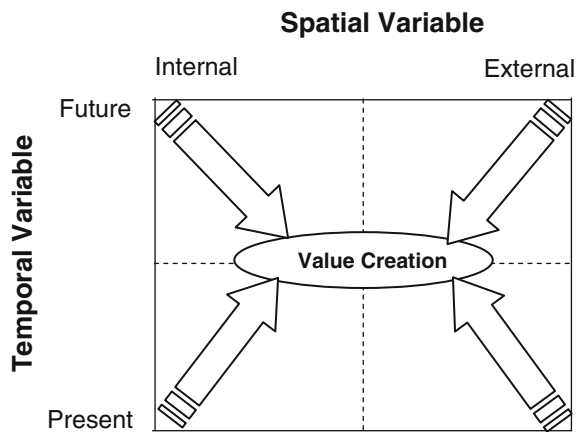 Spatial Variable
Internal
External
Future
Temporal Variable
Value Creation
Present